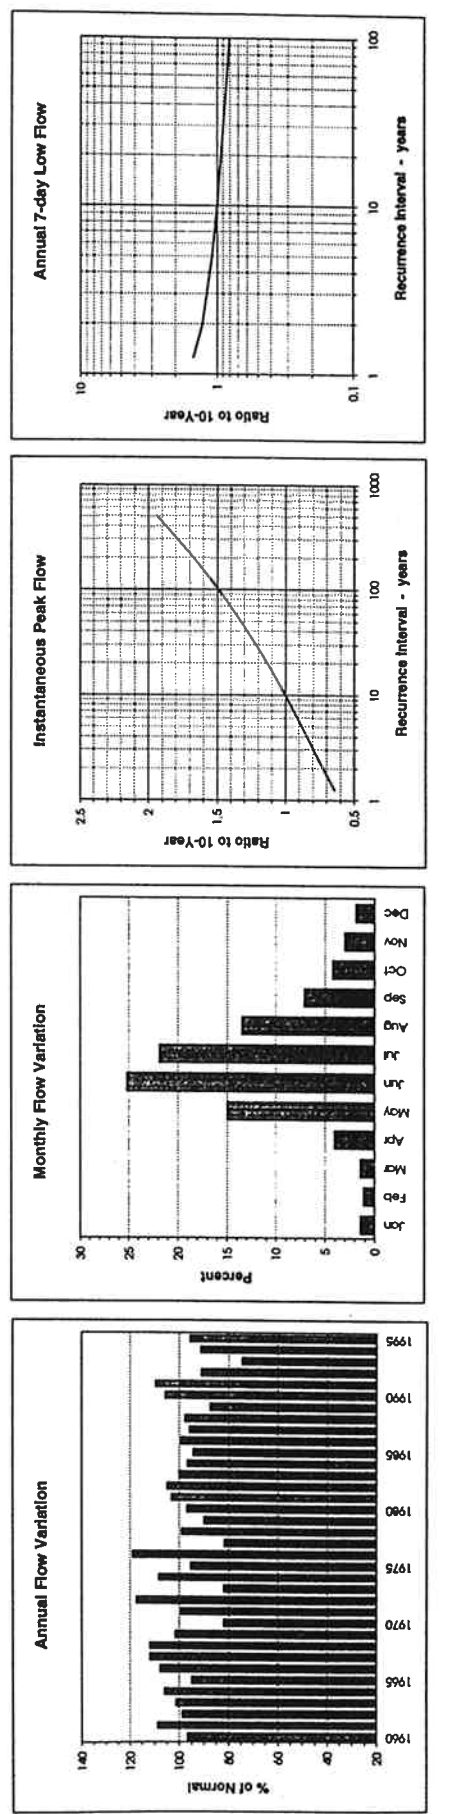 Annual Flow Variation
% of Normal
140
120
100
80
60
40
20
1960
1965
1970
1975
1980
1985
1990
1995
Monthly Flow Variation
Percent
30
25
20
15
10
5
0
Jan
Feb
Mar
Apr
May
Jun
Jul
Aug
Sep
Oct
Nov
Dec
Instantaneous Peak Flow
Ratio to 10-Year
2.5
2
1.5
1
0.5
1
10
100
1000
Recurrence Interval - years
Annual 7-day Low Flow
Ratio to 10-Year
10
1
0.1
1
10
100
Recurrence Interval - years